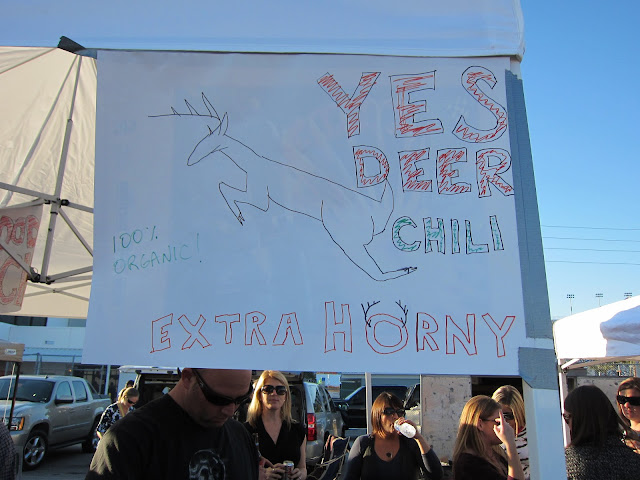 YES
DEER
CHILI
100%
ORGANIC!
EXTRA HORNY